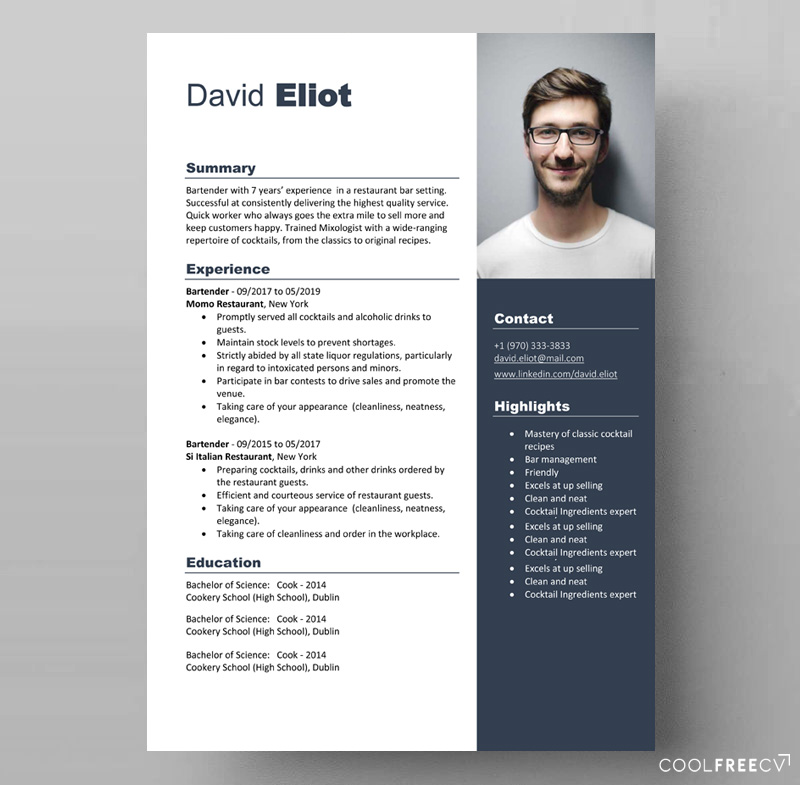 David Eliot
Summary
Bartender with 7 years’ experience  in a restaurant bar setting.
Successful at consistently delivering the highest quality service.
Quick worker who always goes the extra mile to sell more and
keep customers happy. Trained Mixologist with a wide-ranging
repertoire of cocktails, from the classics to original recipes.
Experience
Bartender - 09/2017 to 05/2019
Momo Restaurant, New York
• Promptly served all cocktails and alcoholic drinks to
guests.
• Maintain stock levels to prevent shortages.
• Strictly abided by all state liquor regulations, particularly
in regard to intoxicated persons and minors.
• Participate in bar contests to drive sales and promote the
venue.
• Taking care of your appearance  (cleanliness, neatness,
elegance).
Bartender - 09/2015 to 05/2017
Si Italian Restaurant, New York
• Preparing cocktails, drinks and other drinks ordered by
the restaurant guests.
• Efficient and courteous service of restaurant guests.
• Taking care of your appearance  (cleanliness, neatness,
elegance).
• Taking care of cleanliness and order in the workplace.
Education
Bachelor of Science:   Cook - 2014
Cookery School (High School), Dublin
Bachelor of Science:   Cook - 2014
Cookery School (High School), Dublin
Bachelor of Science:   Cook - 2014
Cookery School (High School), Dublin
Contact
+1 (970) 333-3833
david.eliot@mail.com
www.linkedin.com/david.eliot
Highlights
• Mastery of classic cocktail
recipes
• Bar management
• Friendly
• Excels at up selling
• Clean and neat
• Cocktail Ingredients expert
• Excels at up selling
• Clean and neat
• Cocktail Ingredients expert
• Excels at up selling
• Clean and neat
• Cocktail Ingredients expert
COOLFREECV